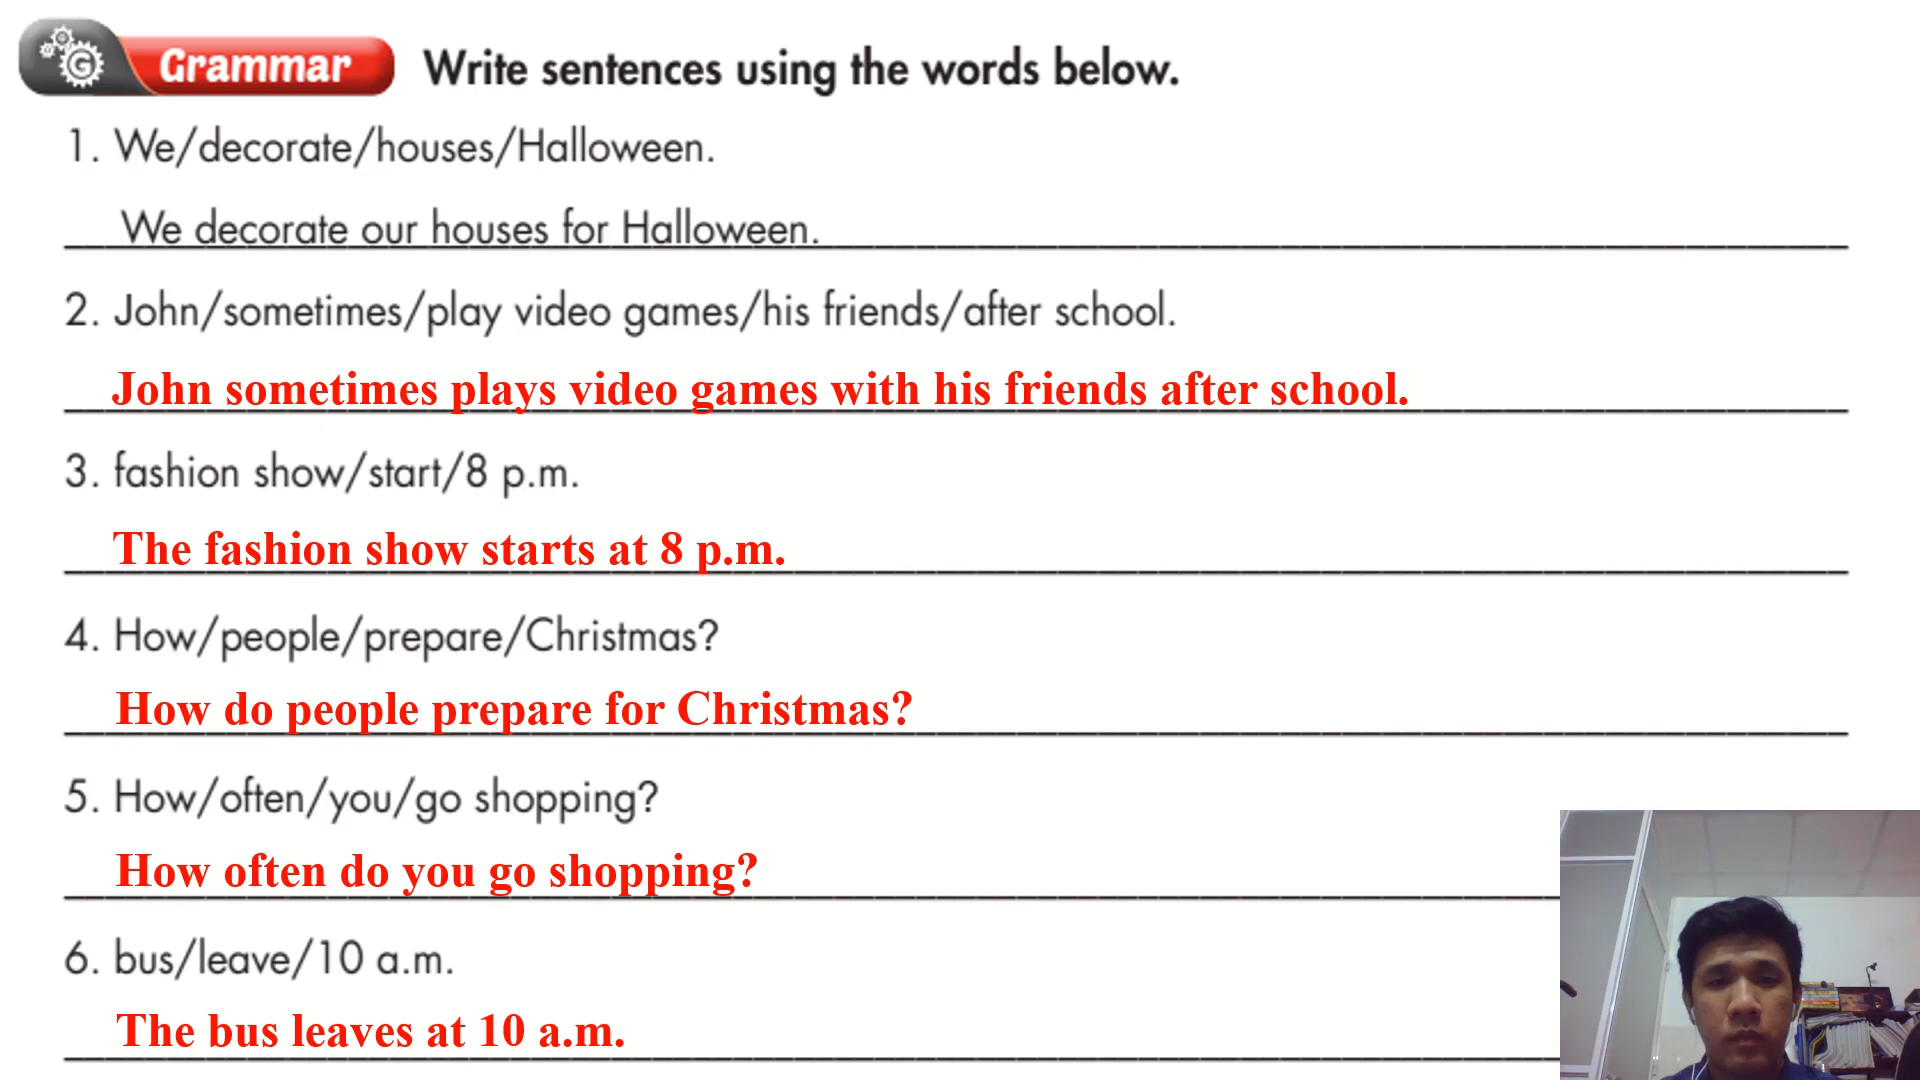 G Grammar Write sentences using the words below.
1. We/decorate/houses/Halloween.
We decorate our houses for Halloween.
2. John/sometimes/play video games/his friends/after school.
John sometimes plays video games with his friends after school.
3. fashion show/start/8 p.m.
The fashion show starts at 8 p.m.
4. How/people/prepare/Christmas?
How do people prepare for Christmas?
5. How/often/you/go shopping?
How often do you go shopping?
6. bus/leave/10 a.m.
The bus leaves at 10 a.m.